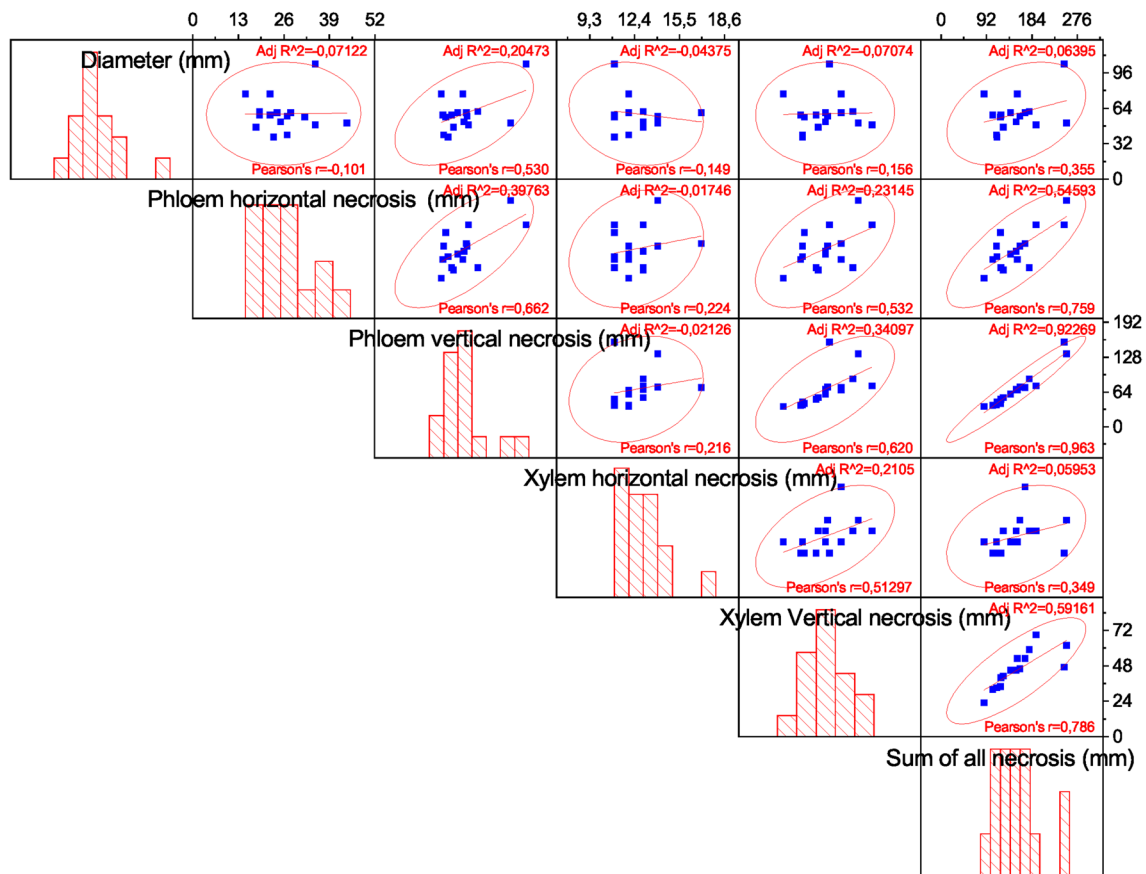 0 13 26 39 52 9,3 12,4 15,5 18,6 0 92 184 276
Adj R^2=-0,07122 Adj R^2=0,20473 Adj R^2=-0,04375 Adj R^2=-0,07074 Adj R^2=0,06395
Diameter (mm)
96
64
32
0
Pearson's r=-0,101 Pearson's r=0,530 Pearson's r=-0,149 Pearson's r=0,156 Pearson's r=0,355
Adj R^2=0,39763 Adj R^2=-0,01746 Adj R^2=0,23145 Adj R^2=0,54593
Phloem horizontal necrosis (mm)
Pearson's r=0,662 Pearson's r=0,224 Pearson's r=0,532 Pearson's r=0,759
Adj R^2=-0,02126 Adj R^2=0,34097 Adj R^2=0,92269
192
Phloem vertical necrosis (mm)
128
64
0
Pearson's r=0,216 Pearson's r=0,620 Pearson's r=0,963
Adj R^2=0,2105 Adj R^2=0,05953
Xylem horizontal necrosis (mm)
Pearson's r=0,51297 Pearson's r=0,349
Adj R^2=0,59161
Xylem Vertical necrosis (mm)
72
48
24
0
Pearson's r=0,786
Sum of all necrosis (mm)